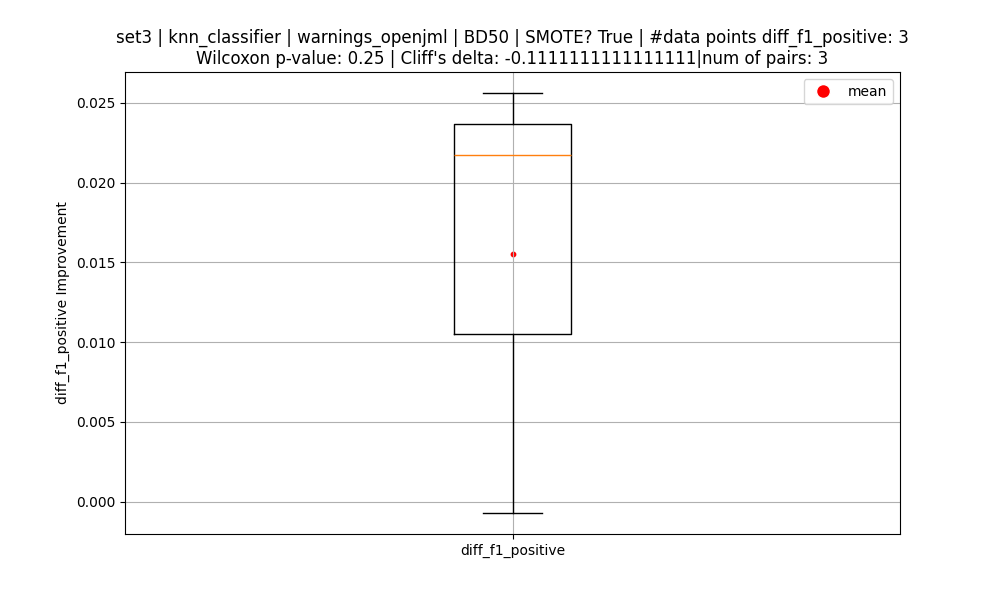 set3 | knn_classifier | warnings_openjml | BD50 | SMOTE? True | #data points diff_f1_positive: 3
Wilcoxon p-value: 0.25 | Cliff's delta: -0.1111111111111111|num of pairs: 3
mean
0.025
0.020
0.015
0.010
0.005
0.000
diff_f1_positive Improvement
diff_f1_positive